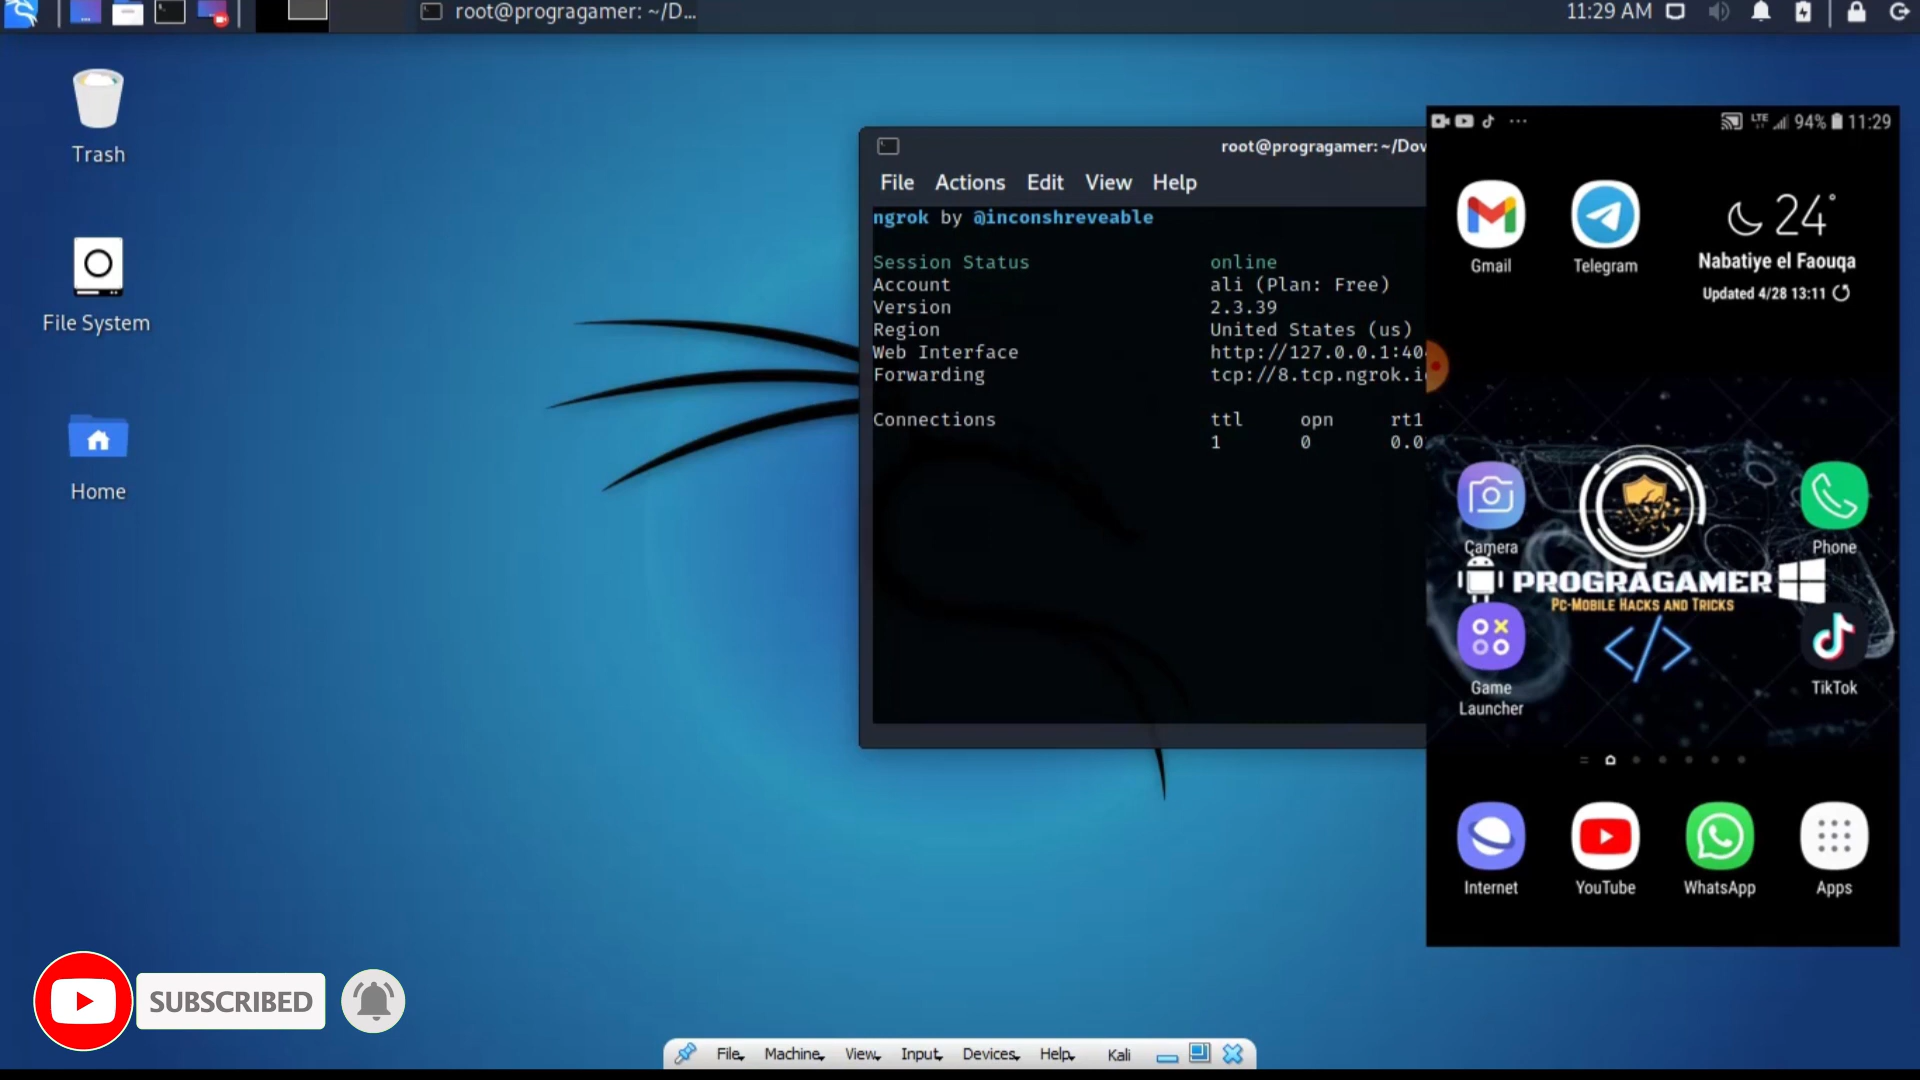 root@progragamer: ~/D...
11:29 AM
Trash
File System
Home
root@progragamer: ~/Dow
File Actions Edit View Help
ngrok by @inconshreveable
Session Status online
Account ali (Plan: Free)
Version 2.3.39
Region United States (us)
Web Interface http://127.0.0.1:404
Forwarding tcp://8.tcp.ngrok.i
Connections ttl opn rt1
1 0 0.0
LTE 94% 11:29
Gmail
Telegram
24°
Nabatiye el Faouqa
Updated 4/28 13:11
Camera
Phone
PROGRAGAMER
PC-MOBILE HACKS AND TRICKS
</>
Game
Launcher
TikTok
Internet
YouTube
WhatsApp
Apps
SUBSCRIBED
File Machine View Input Devices Help Kali